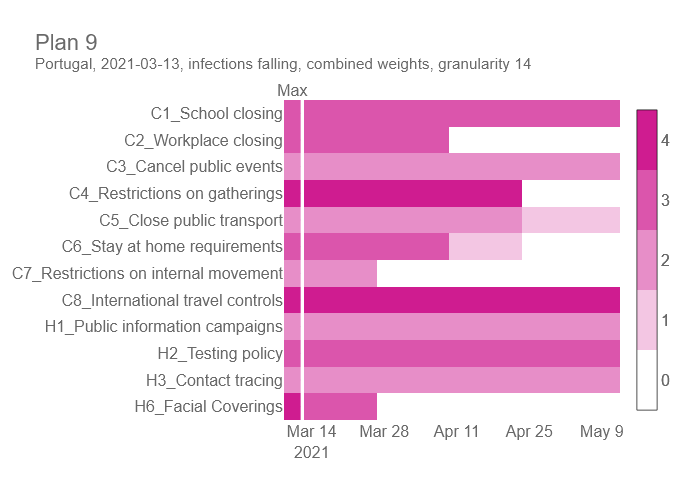 Plan 9
Portugal, 2021-03-13, infections falling, combined weights, granularity 14
Max
C1_School closing
C2_Workplace closing
C3_Cancel public events
C4_Restrictions on gatherings
C5_Close public transport
C6_Stay at home requirements
C7_Restrictions on internal movement
C8_International travel controls
H1_Public information campaigns
H2_Testing policy
H3_Contact tracing
H6_Facial Coverings
Mar 14 Mar 28 Apr 11 Apr 25 May 9
2021
4
3
2
1
0